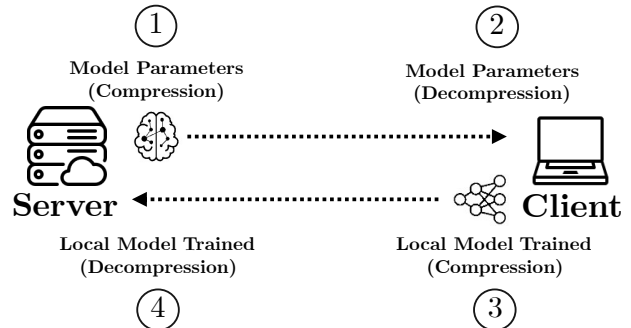 1
2
Model Parameters
(Compression)
Model Parameters
(Decompression)
Server
Client
Local Model Trained
(Decompression)
Local Model Trained
(Compression)
4
3